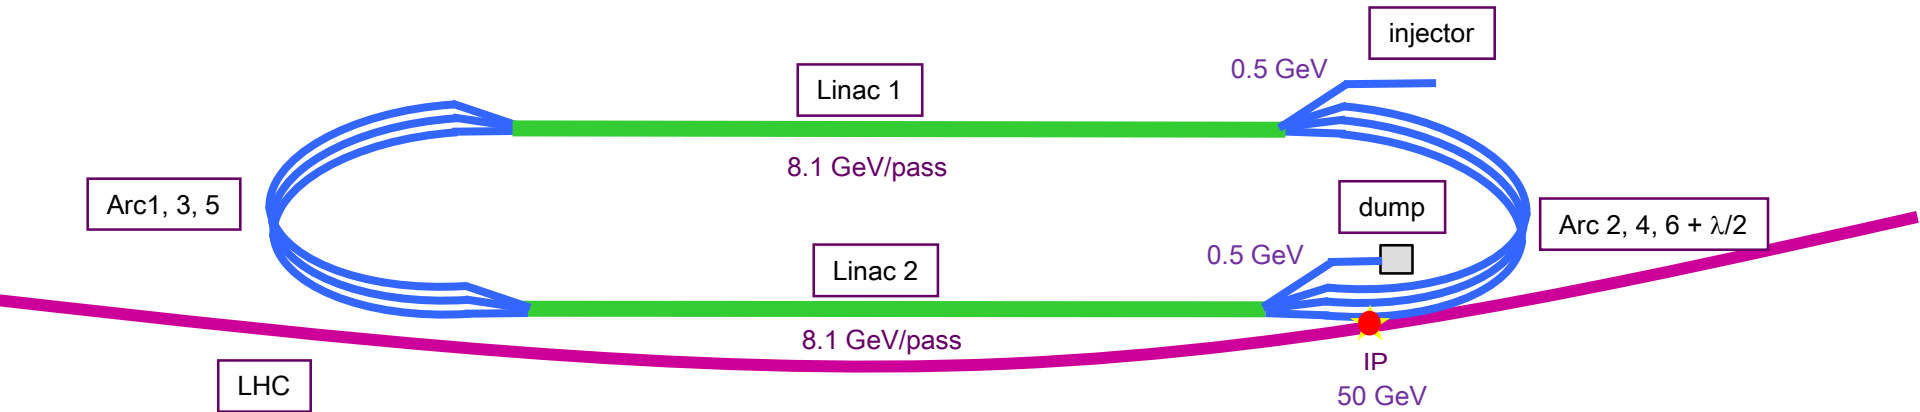 injector
0.5 GeV
Linac 1
8.1 GeV/pass
Arc1, 3, 5
dump
Arc 2, 4, 6 + λ/2
0.5 GeV
Linac 2
8.1 GeV/pass
IP
50 GeV
LHC